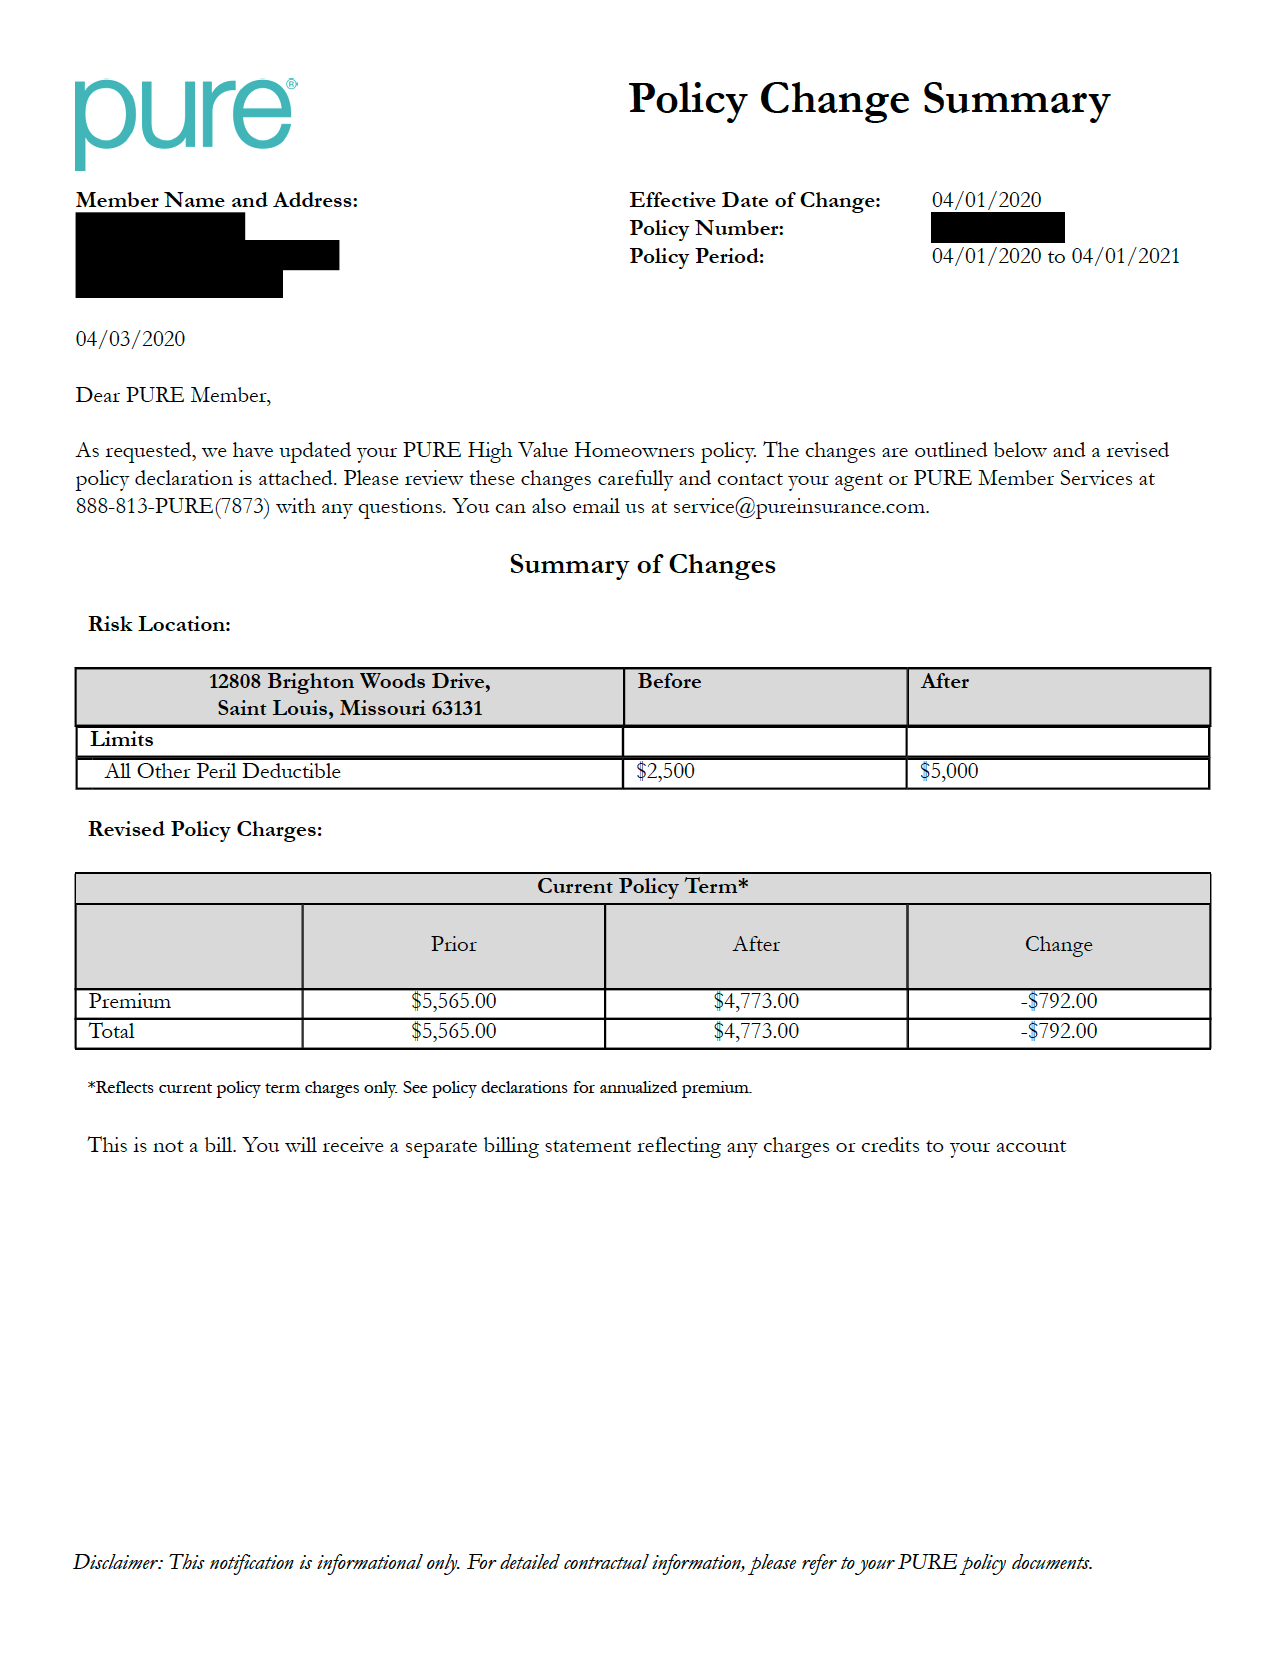 pure®
Policy Change Summary
Member Name and Address:
Effective Date of Change: 04/01/2020
Policy Number:
Policy Period: 04/01/2020 to 04/01/2021
04/03/2020
Dear PURE Member,
As requested, we have updated your PURE High Value Homeowners policy. The changes are outlined below and a revised
policy declaration is attached. Please review these changes carefully and contact your agent or PURE Member Services at
888-813-PURE(7873) with any questions. You can also email us at service@pureinsurance.com.
Summary of Changes
Risk Location:
12808 Brighton Woods Drive, Before After
Saint Louis, Missouri 63131
Limits
All Other Peril Deductible $2,500 $5,000
Revised Policy Charges:
Current Policy Term*
Prior After Change
Premium $5,565.00 $4,773.00 -$792.00
Total $5,565.00 $4,773.00 -$792.00
*Reflects current policy term charges only. See policy declarations for annualized premium.
This is not a bill. You will receive a separate billing statement reflecting any charges or credits to your account
Disclaimer: This notification is informational only. For detailed contractual information, please refer to your PURE policy documents.